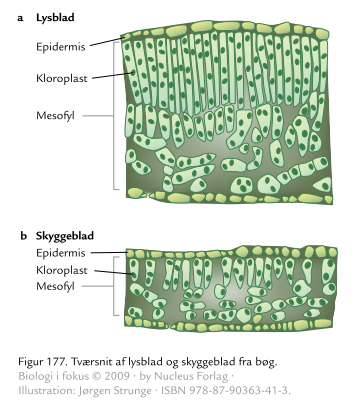 a Lysblad
Epidermis
Kloroplast
Mesofyl
b Skyggeblad
Epidermis
Kloroplast
Mesofyl
Figur 177. Tværsnit af lysblad og skyggeblad fra bøg.
Biologi i fokus © 2009 · by Nucleus Forlag ·
Illustration: Jørgen Strunge · ISBN 978-87-90363-41-3.